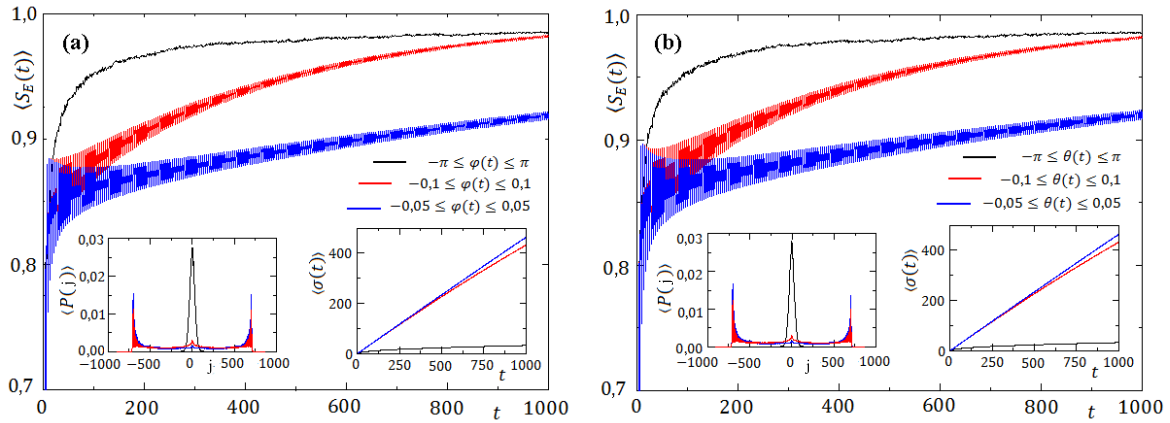 (a)
⟨S_E(t)⟩
1,0
0,9
0,8
0,7
0 200 400 600 800 t 1000
−π ≤ φ(t) ≤ π
−0,1 ≤ φ(t) ≤ 0,1
−0,05 ≤ φ(t) ≤ 0,05
⟨P(j)⟩
0,03
0,02
0,01
0,00
−1000 −500 0 j 500 1000
⟨σ(t)⟩
400
200
0
0 250 500 t 750 1000
(b)
⟨S_E(t)⟩
1,0
0,9
0,8
0,7
0 200 400 600 800 t 1000
−π ≤ θ(t) ≤ π
−0,1 ≤ θ(t) ≤ 0,1
−0,05 ≤ θ(t) ≤ 0,05
⟨P(j)⟩
0,03
0,02
0,01
0,00
−1000 −500 0 j 500 1000
⟨σ(t)⟩
400
200
0
0 250 t 500 750 1000